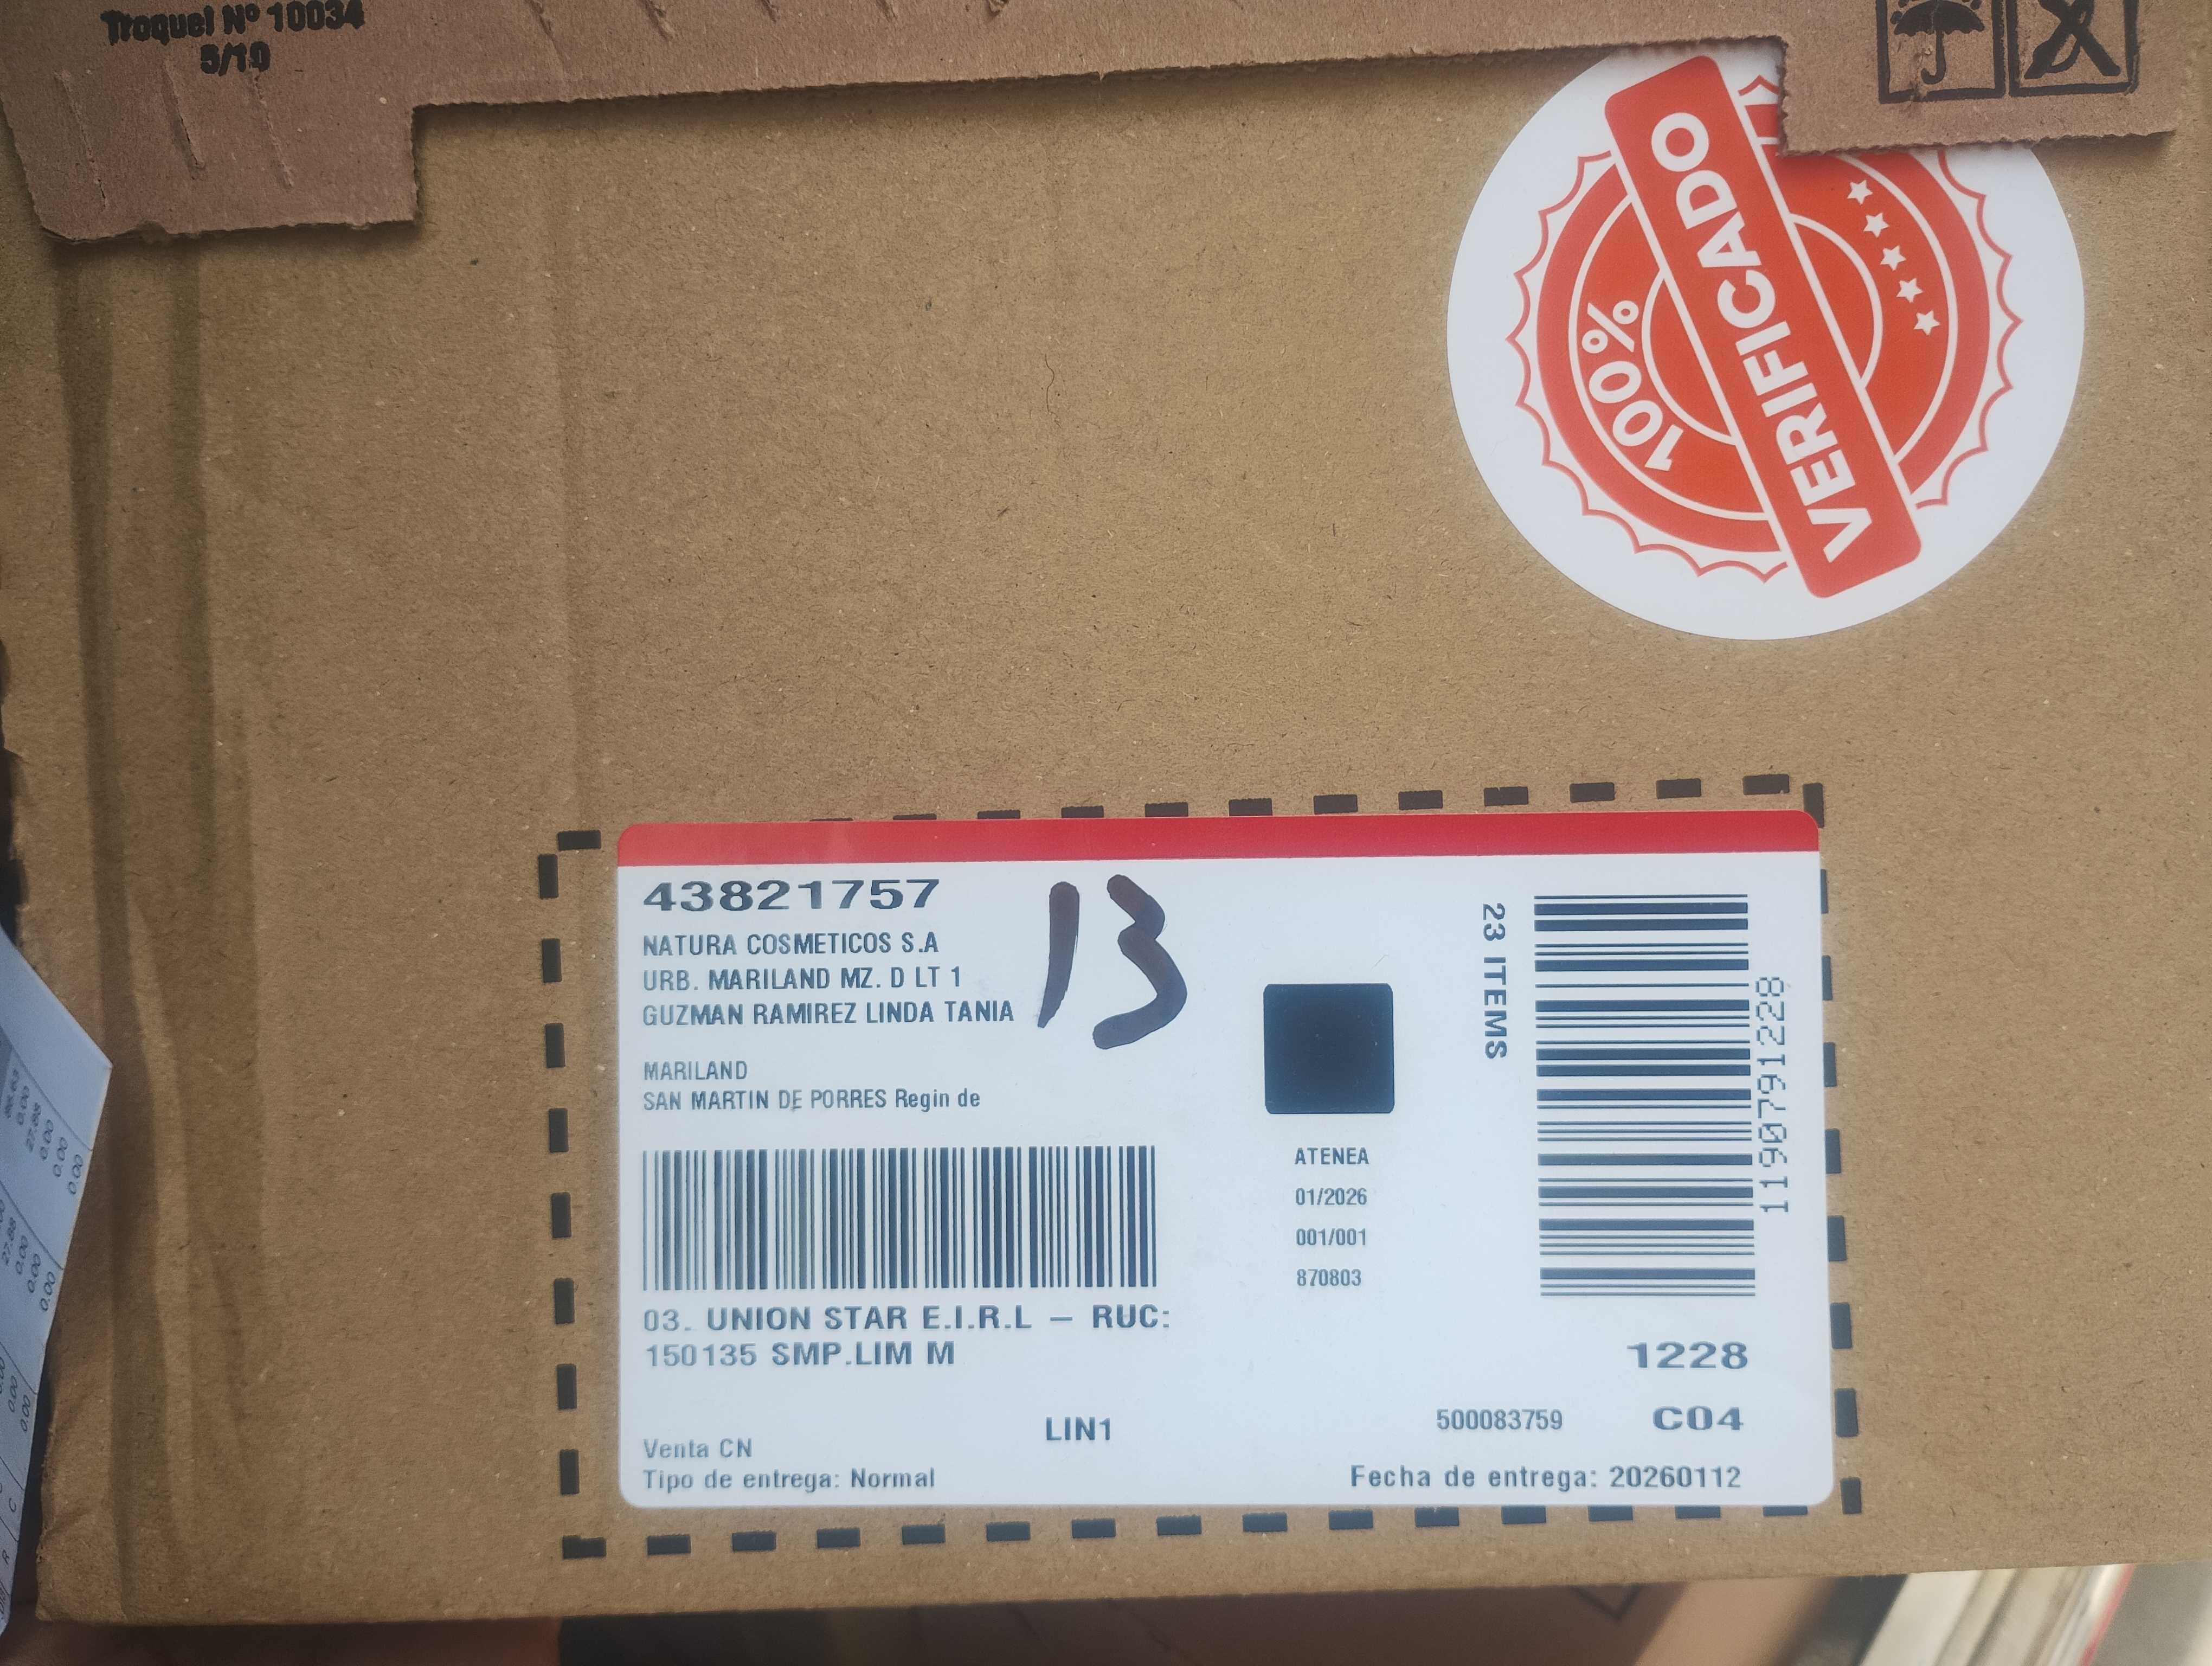 Troquel Nº 10034
5/10
100%
VERIFICADO
43821757
13
NATURA COSMETICOS S.A
URB. MARILAND MZ. D LT 1
GUZMAN RAMIREZ LINDA TANIA
MARILAND
SAN MARTIN DE PORRES Regin de
23 ITEMS
1190791228
ATENEA
01/2026
001/001
870803
03. UNION STAR E.I.R.L – RUC:
150135 SMP.LIM M
1228
LIN1
500083759
C04
Venta CN
Tipo de entrega: Normal
Fecha de entrega: 20260112